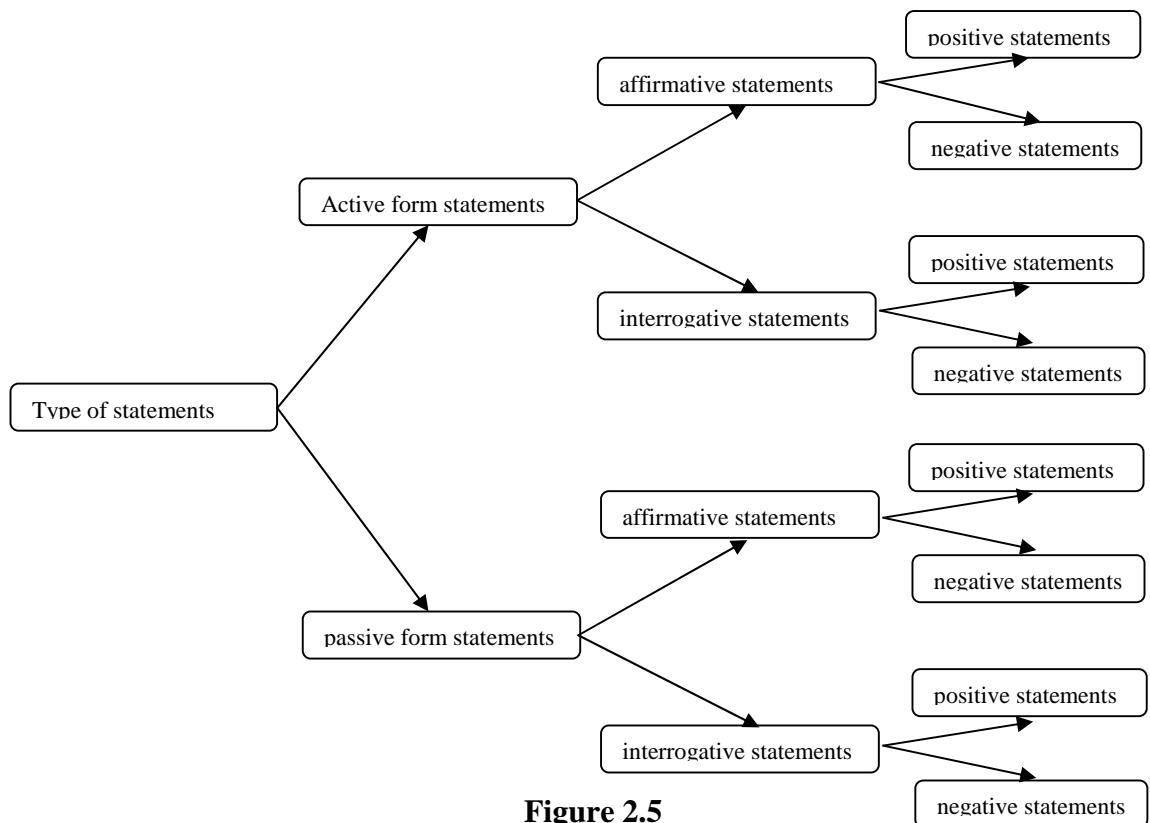 positive statements
affirmative statements
negative statements
Active form statements
positive statements
interrogative statements
negative statements
Type of statements
positive statements
affirmative statements
negative statements
passive form statements
positive statements
interrogative statements
negative statements
Figure 2.5